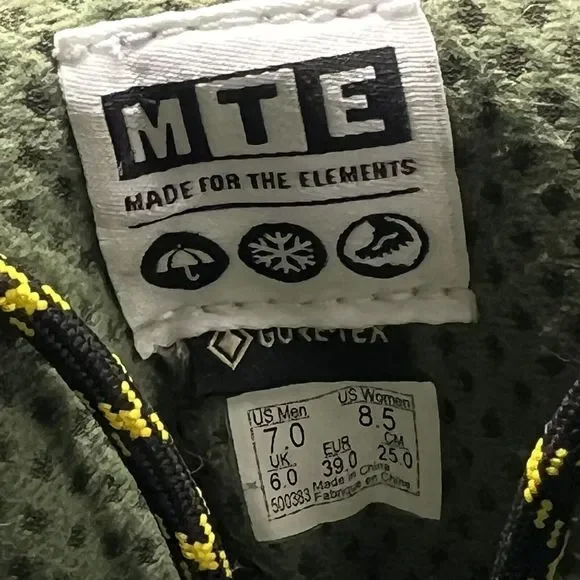 MTE
MADE FOR THE ELEMENTS
GORE-TEX
US Men US Women
7.0 8.5
UK EUR CM
6.0 39.0 25.0
500383 Made in China
Fabriqué en China